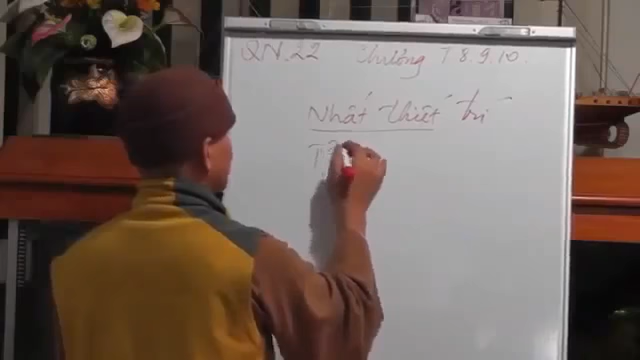 QN.22 Chương 7.8.9.10.
Nhất thiết trí
T